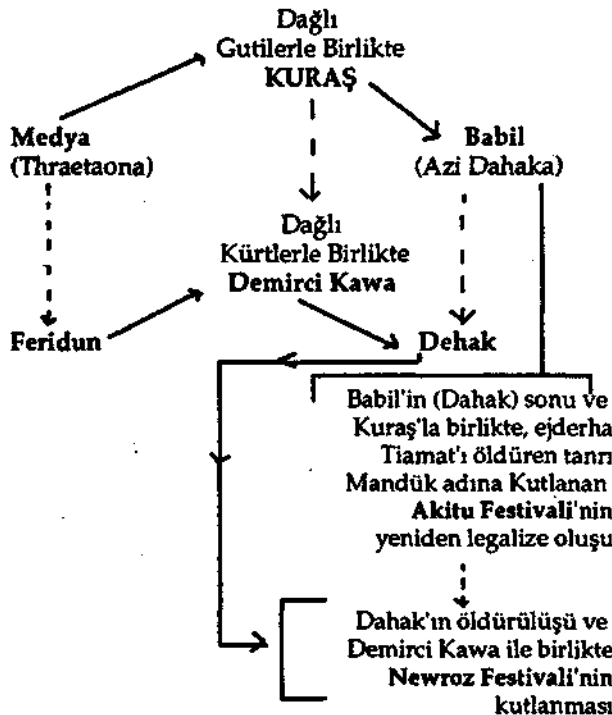 Dağlı
Gutilerle Birlikte
KURAŞ
Medya
(Thraetaona)
Babil
(Azi Dahaka)
Dağlı
Kürtlerle Birlikte
Demirci Kawa
Feridun
Dehak
Babil'in (Dahak) sonu ve
Kuraş'la birlikte, ejderha
Tiamat'ı öldüren tanrı
Mandük adına Kutlanan
Akitu Festivali'nin
yeniden legalize oluşu
Dahak'ın öldürülüşü ve
Demirci Kawa ile birlikte
Newroz Festivali'nin
kutlanması